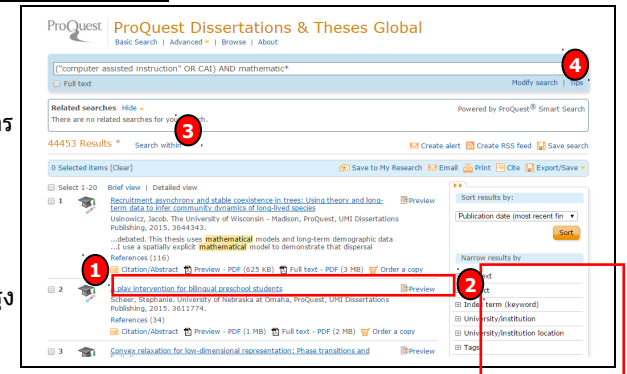 ProQuest ProQuest Dissertations & Theses Global
Basic Search | Advanced | Browse | About
("computer assisted instruction" OR CAI) AND mathematic*
4
Full text
Modify search | Tips
Related searches Hide
Powered by ProQuest® Smart Search
There are no related searches for your search.
3
44453 Results * Search within
Create alert Create RSS feed Save search
0 Selected items [Clear]
Save to My Research Email Print Cite Export/Save
Select 1-20 Brief view | Detailed view
1 Recruitment asynchrony and stable coexistence in trees: Using theory and long-term data to infer community dynamics of long-lived species
Preview
Usinowicz, Jacob. The University of Wisconsin - Madison, ProQuest, UMI Dissertations
Publishing, 2015. 3644343.
...debated. This thesis uses mathematical models and long-term demographic data
...I use a spatially explicit mathematical model to demonstrate that dispersal
References (116)
1
Citation/Abstract Preview - PDF (625 KB) Full text - PDF (3 MB) Order a copy
2 play intervention for bilingual preschool students
Preview
Scheer, Stephanie. University of Nebraska at Omaha, ProQuest, UMI Dissertations
Publishing, 2015. 3611774.
References (34)
Citation/Abstract Preview - PDF (1 MB) Full text - PDF (2 MB) Order a copy
3 Convex relaxation for low-dimensional representation: Phase transitions and
Preview
Sort results by:
Publication date (most recent fin
Sort
Narrow results by
2
Index term (keyword)
University/institution
University/institution location
Tags